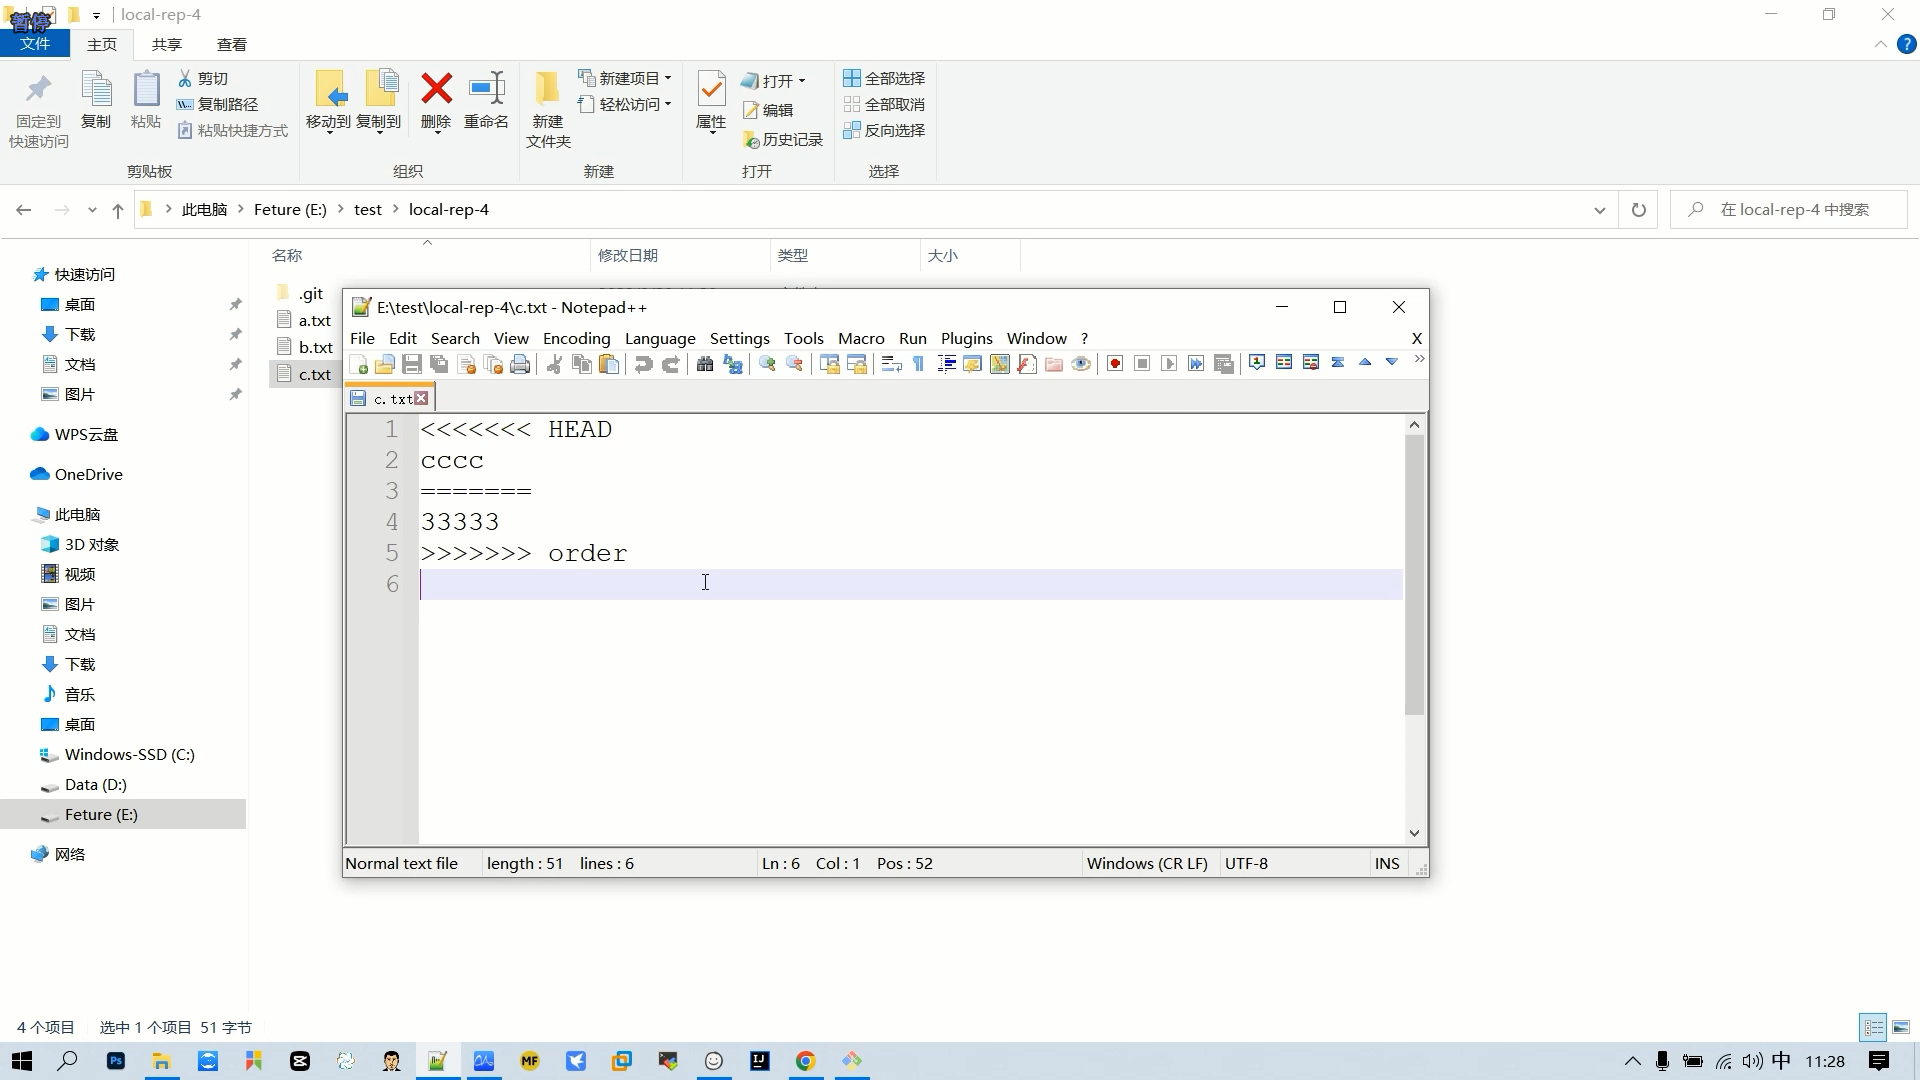 暂停
local-rep-4
文件 主页 共享 查看
固定到
快速访问
复制
粘贴
剪切
复制路径
粘贴快捷方式
剪贴板
移动到
复制到
删除
重命名
组织
新建
文件夹
新建项目
轻松访问
新建
属性
打开
编辑
历史记录
打开
全部选择
全部取消
反向选择
选择
此电脑 Feture (E:) test local-rep-4
在 local-rep-4 中搜索
名称 修改日期 类型 大小
快速访问
桌面
下载
文档
图片
WPS云盘
OneDrive
此电脑
3D 对象
视频
图片
文档
下载
音乐
桌面
Windows-SSD (C:)
Data (D:)
Feture (E:)
网络
.git
a.txt
b.txt
c.txt
E:\test\local-rep-4\c.txt - Notepad++
File Edit Search View Encoding Language Settings Tools Macro Run Plugins Window ? X
c.txt
1 <<<<<<< HEAD
2 cccc
3 =======
4 33333
5 >>>>>>> order
6
Normal text file length : 51 lines : 6 Ln : 6 Col : 1 Pos : 52 Windows (CR LF) UTF-8 INS
4 个项目 选中 1 个项目 51 字节
Ps
MF
IJ
中
11:28